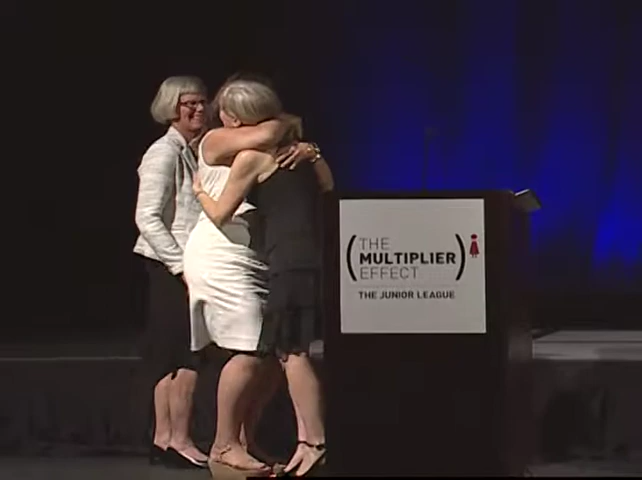 (THE
MULTIPLIER
EFFECT)
THE JUNIOR LEAGUE